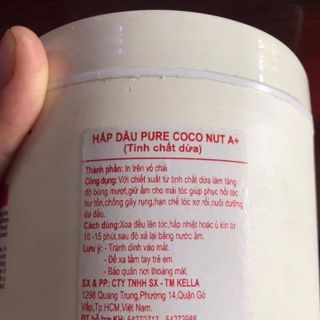 HẤP DẦU PURE COCO NUT A+
(Tinh chất dừa)
Thành phần: In trên vỏ chai
Công dụng: Với chiết xuất từ tinh chất dừa làm tăng
độ bóng mượt, giữ ẩm cho mái tóc giúp phục hồi tóc
hư tổn, chống gãy rụng, hạn chế tóc xơ rối, nuôi dưỡng
da đầu.
Cách dùng: Xoa đều lên tóc, hấp nhiệt hoặc ủ kín từ
10 -15 phút, sau đó xả lại bằng nước ấm.
Lưu ý: - Tránh dính vào mắt.
- Để xa tầm tay trẻ em.
- Bảo quản nơi thoáng mát.
SX & PP: CTY TNHH SX - TM KELLA
1296 Quang Trung, Phường 14, Quận Gò
Vấp, Tp.HCM, Việt Nam.
ĐT hỗ trợ KH: